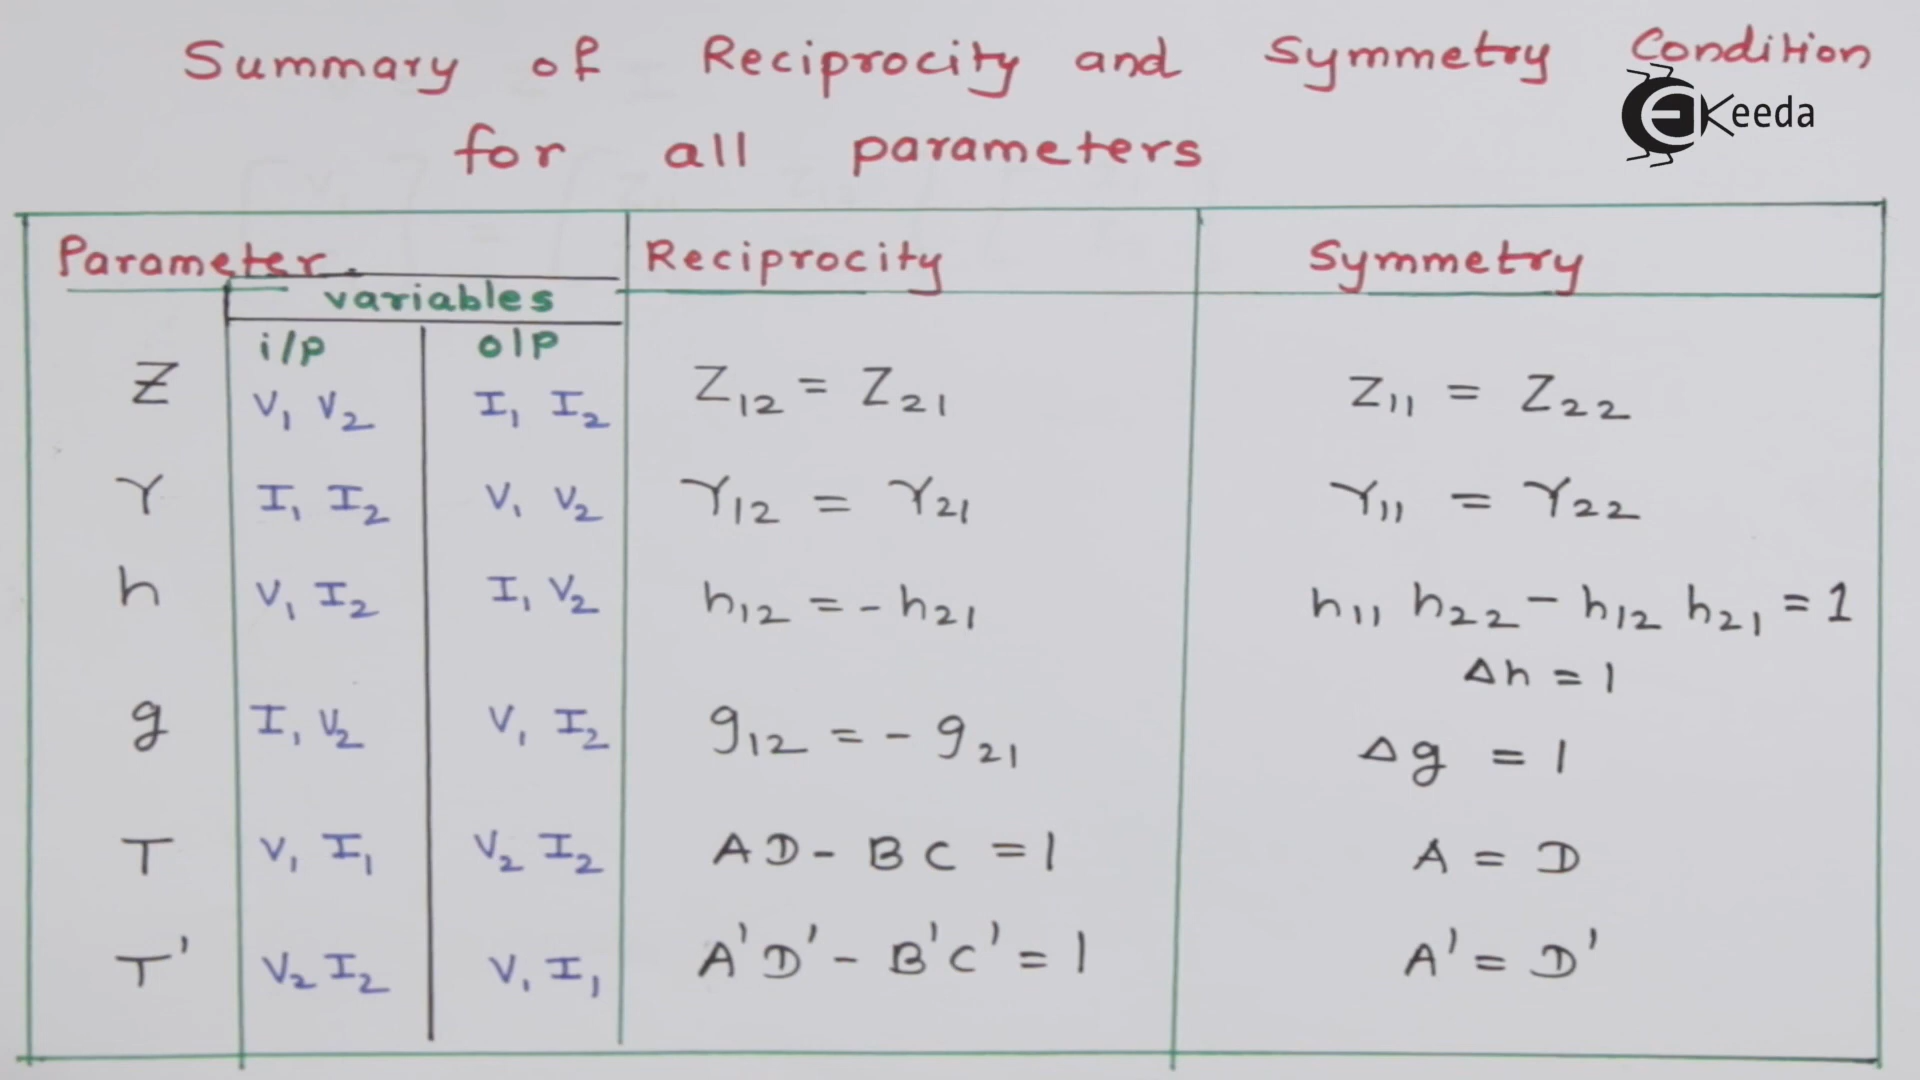 Summary of Reciprocity and Symmetry Condition
for all parameters
EKeeda
Parameter Reciprocity Symmetry
variables
i/p o/p
Z V₁ V₂ I₁ I₂ Z₁₂ = Z₂₁ Z₁₁ = Z₂₂
Y I₁ I₂ V₁ V₂ Y₁₂ = Y₂₁ Y₁₁ = Y₂₂
h V₁ I₂ I₁ V₂ h₁₂ = - h₂₁ h₁₁ h₂₂ - h₁₂ h₂₁ = 1
Δh = 1
g I₁ V₂ V₁ I₂ g₁₂ = - g₂₁ Δg = 1
T V₁ I₁ V₂ I₂ AD - BC = 1 A = D
T' V₂ I₂ V₁ I₁ A'D' - B'C' = 1 A' = D'